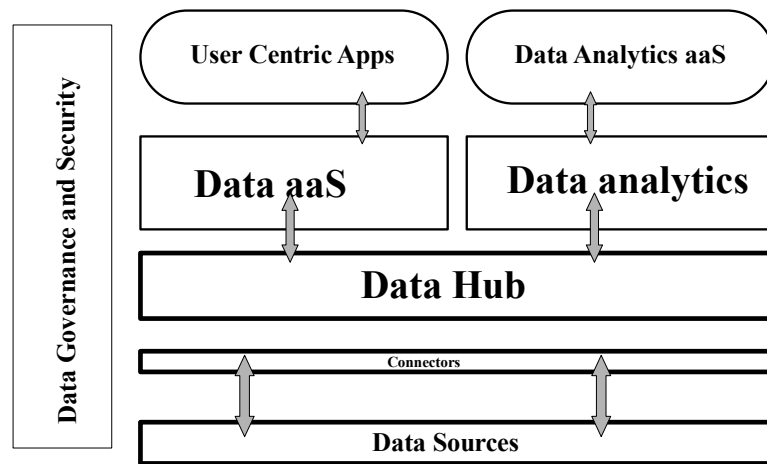 Data Governance and Security
User Centric Apps
Data Analytics aaS
Data aaS
Data analytics
Data Hub
Connectors
Data Sources